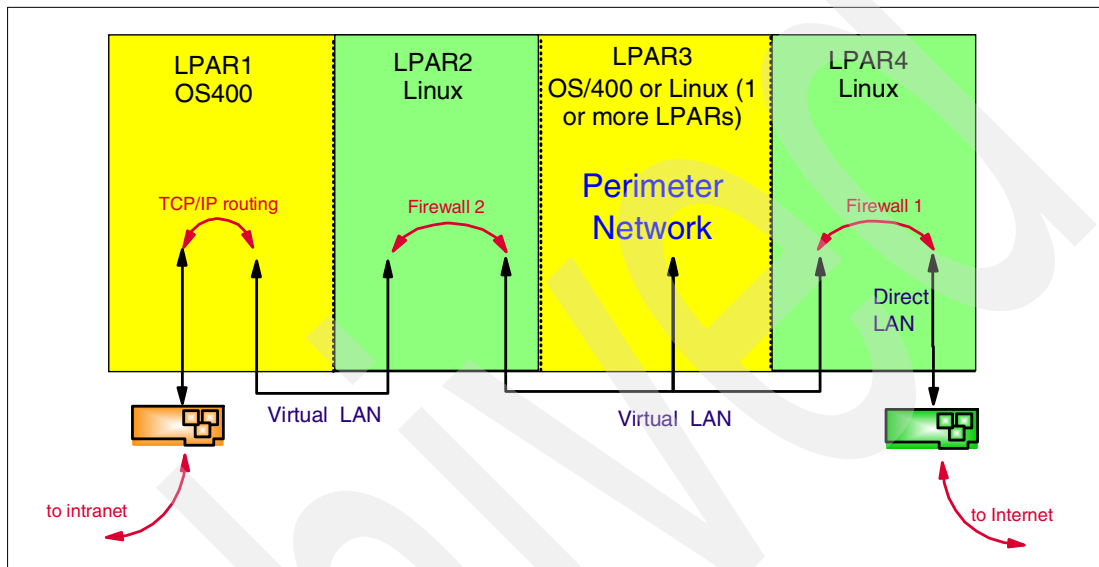 LPAR1
OS400
LPAR2
Linux
LPAR3
OS/400 or Linux (1
or more LPARs)
LPAR4
Linux
TCP/IP routing
Firewall 2
Perimeter
Network
Firewall 1
Direct
LAN
Virtual LAN
Virtual LAN
to intranet
to Internet